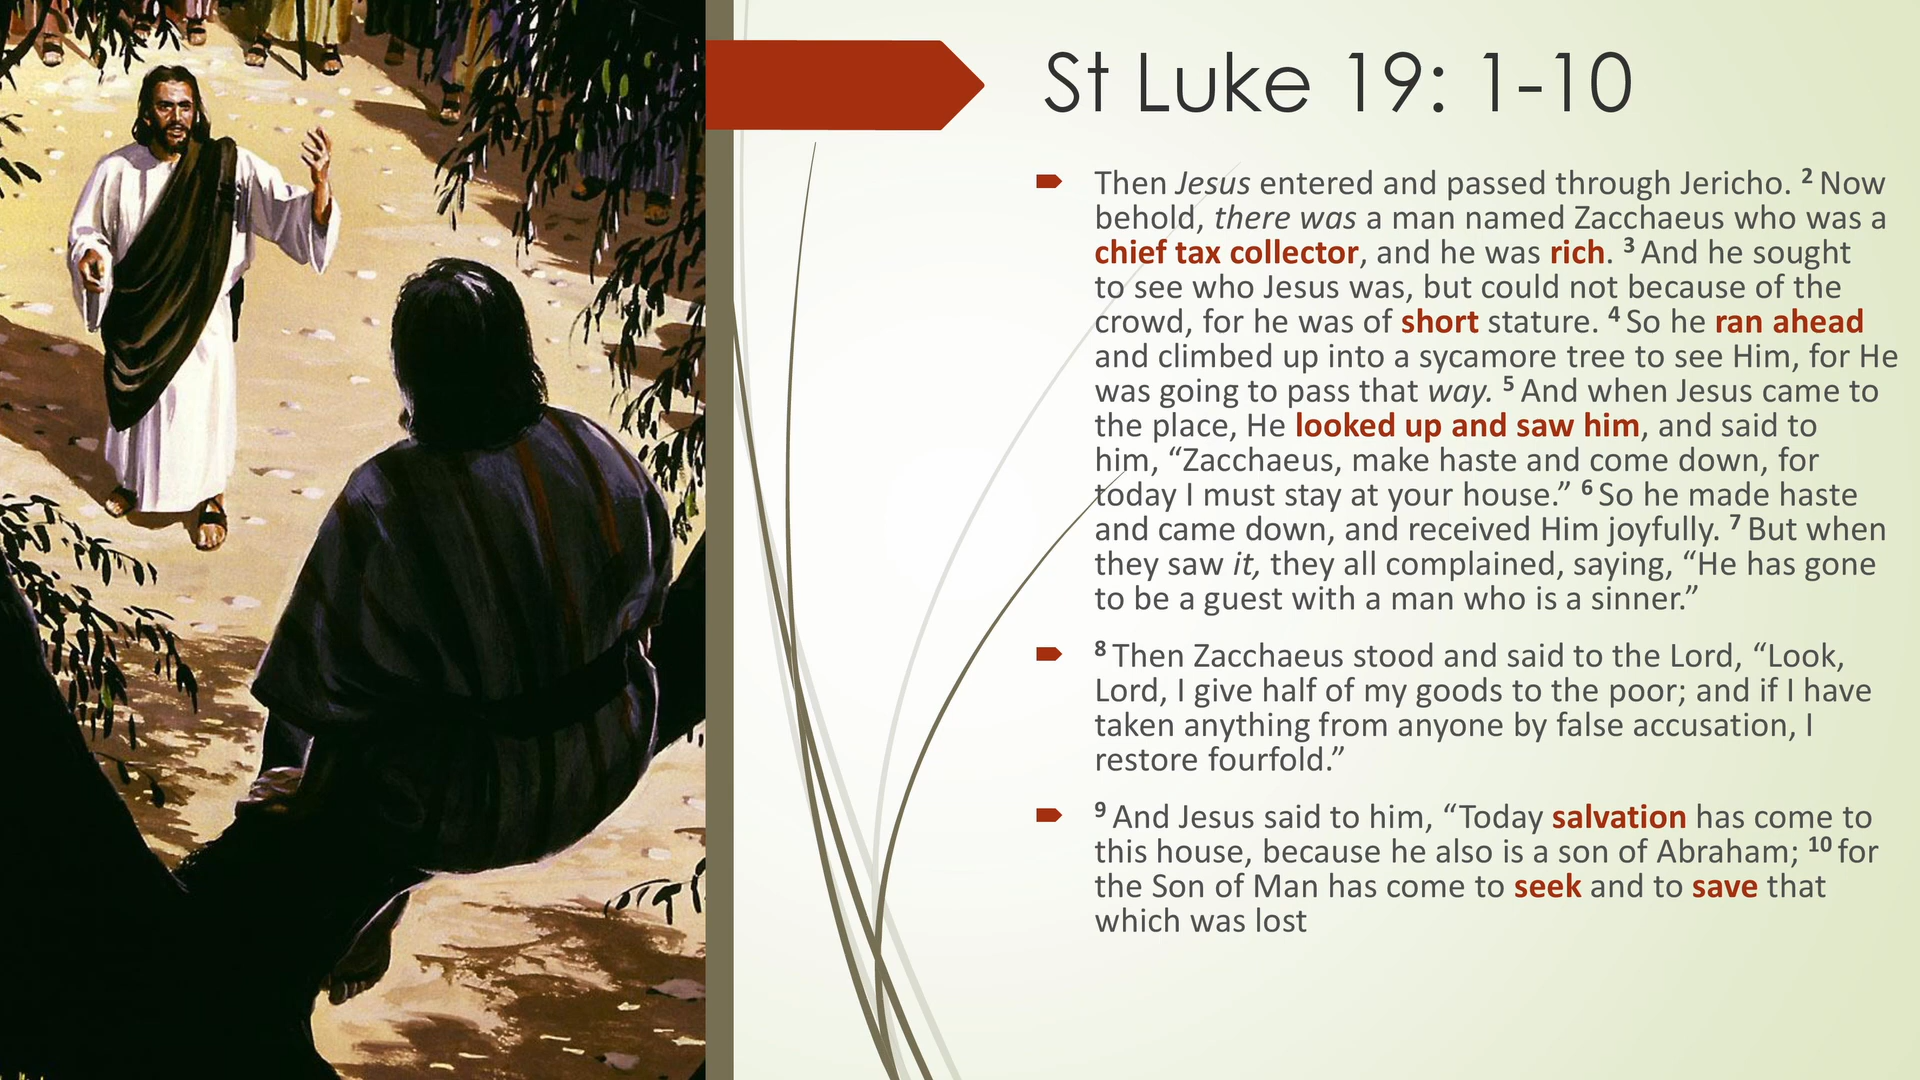 St Luke 19: 1-10
Then Jesus entered and passed through Jericho. 2 Now
behold, there was a man named Zacchaeus who was a
chief tax collector, and he was rich. 3 And he sought
to see who Jesus was, but could not because of the
crowd, for he was of short stature. 4 So he ran ahead
and climbed up into a sycamore tree to see Him, for He
was going to pass that way. 5 And when Jesus came to
the place, He looked up and saw him, and said to
him, “Zacchaeus, make haste and come down, for
today I must stay at your house.” 6 So he made haste
and came down, and received Him joyfully. 7 But when
they saw it, they all complained, saying, “He has gone
to be a guest with a man who is a sinner.”
8 Then Zacchaeus stood and said to the Lord, “Look,
Lord, I give half of my goods to the poor; and if I have
taken anything from anyone by false accusation, I
restore fourfold.”
9 And Jesus said to him, “Today salvation has come to
this house, because he also is a son of Abraham; 10 for
the Son of Man has come to seek and to save that
which was lost